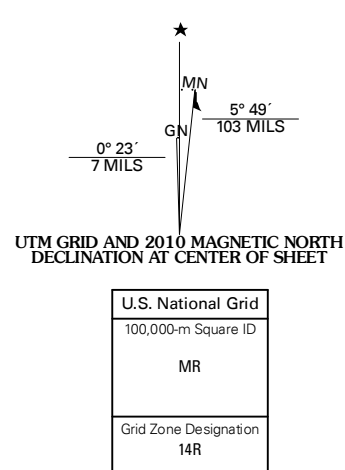 ★
MN
GN
5° 49´
103 MILS
0° 23´
7 MILS
UTM GRID AND 2010 MAGNETIC NORTH
DECLINATION AT CENTER OF SHEET
U.S. National Grid
100,000-m Square ID
MR
Grid Zone Designation
14R